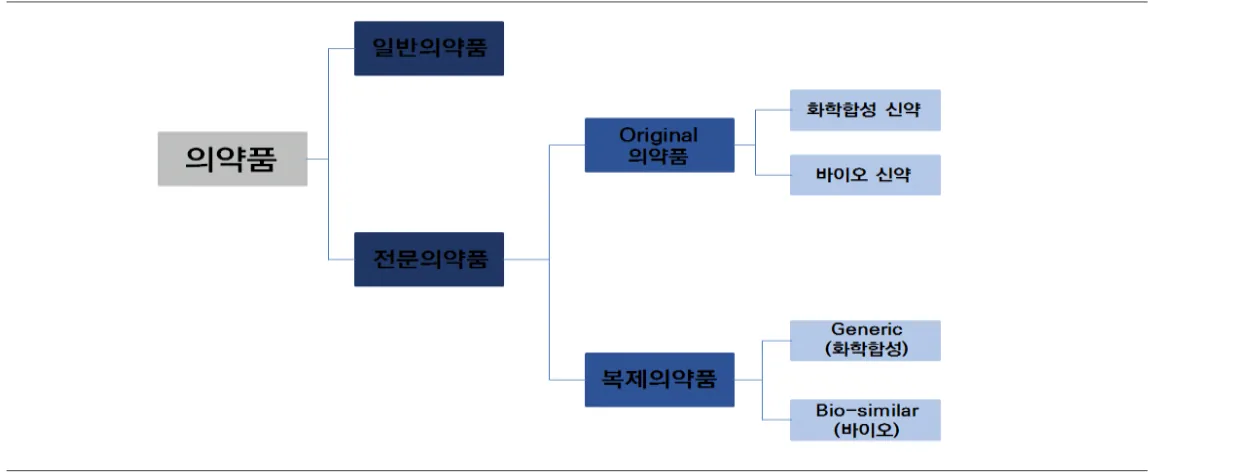 의약품
일반의약품
전문의약품
Original
의약품
화학합성 신약
바이오 신약
복제의약품
Generic
(화학합성)
Bio-similar
(바이오)